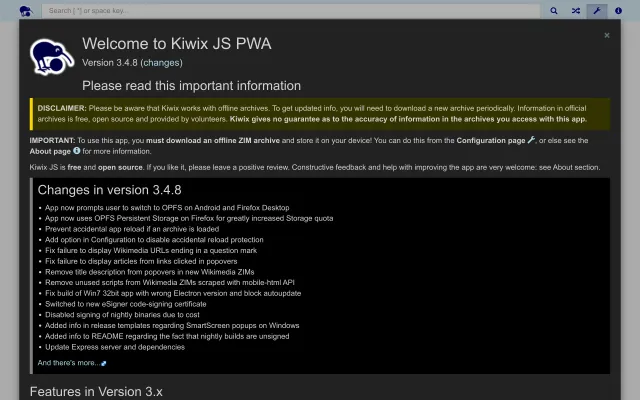 Search [ ^] or space key...
×
Welcome to Kiwix JS PWA
Version 3.4.8 (changes)
Please read this important information
DISCLAIMER: Please be aware that Kiwix works with offline archives. To get updated info, you will need to download a new archive periodically. Information in official
archives is free, open source and provided by volunteers. Kiwix gives no guarantee as to the accuracy of information in the archives you access with this app.
IMPORTANT: To use this app, you must download an offline ZIM archive and store it on your device! You can do this from the Configuration page , or else see the
About page for more information.
Kiwix JS is free and open source. If you like it, please leave a positive review. Constructive feedback and help with improving the app are very welcome: see About section.
Changes in version 3.4.8
• App now prompts user to switch to OPFS on Android and Firefox Desktop
• App now uses OPFS Persistent Storage on Firefox for greatly increased Storage quota
• Prevent accidental app reload if an archive is loaded
• Add option in Configuration to disable accidental reload protection
• Fix failure to display Wikimedia URLs ending in a question mark
• Fix failure to display articles from links clicked in popovers
• Remove title description from popovers in new Wikimedia ZIMs
• Remove unused scripts from Wikimedia ZIMs scraped with mobile-html API
• Fix build of Win7 32bit app with wrong Electron version and block autoupdate
• Switched to new eSigner code-signing certificate
• Disabled signing of nightly binaries due to cost
• Added info in release templates regarding SmartScreen popups on Windows
• Added info to README regarding the fact that nightly builds are unsigned
• Update Express server and dependencies
And there's more...
Features in Version 3.x